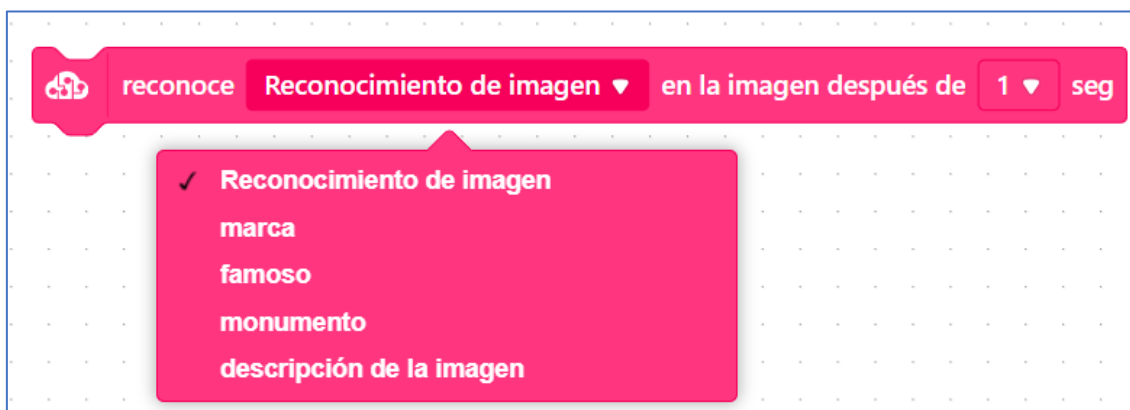 reconoce Reconocimiento de imagen en la imagen después de 1 seg
Reconocimiento de imagen
marca
famoso
monumento
descripción de la imagen